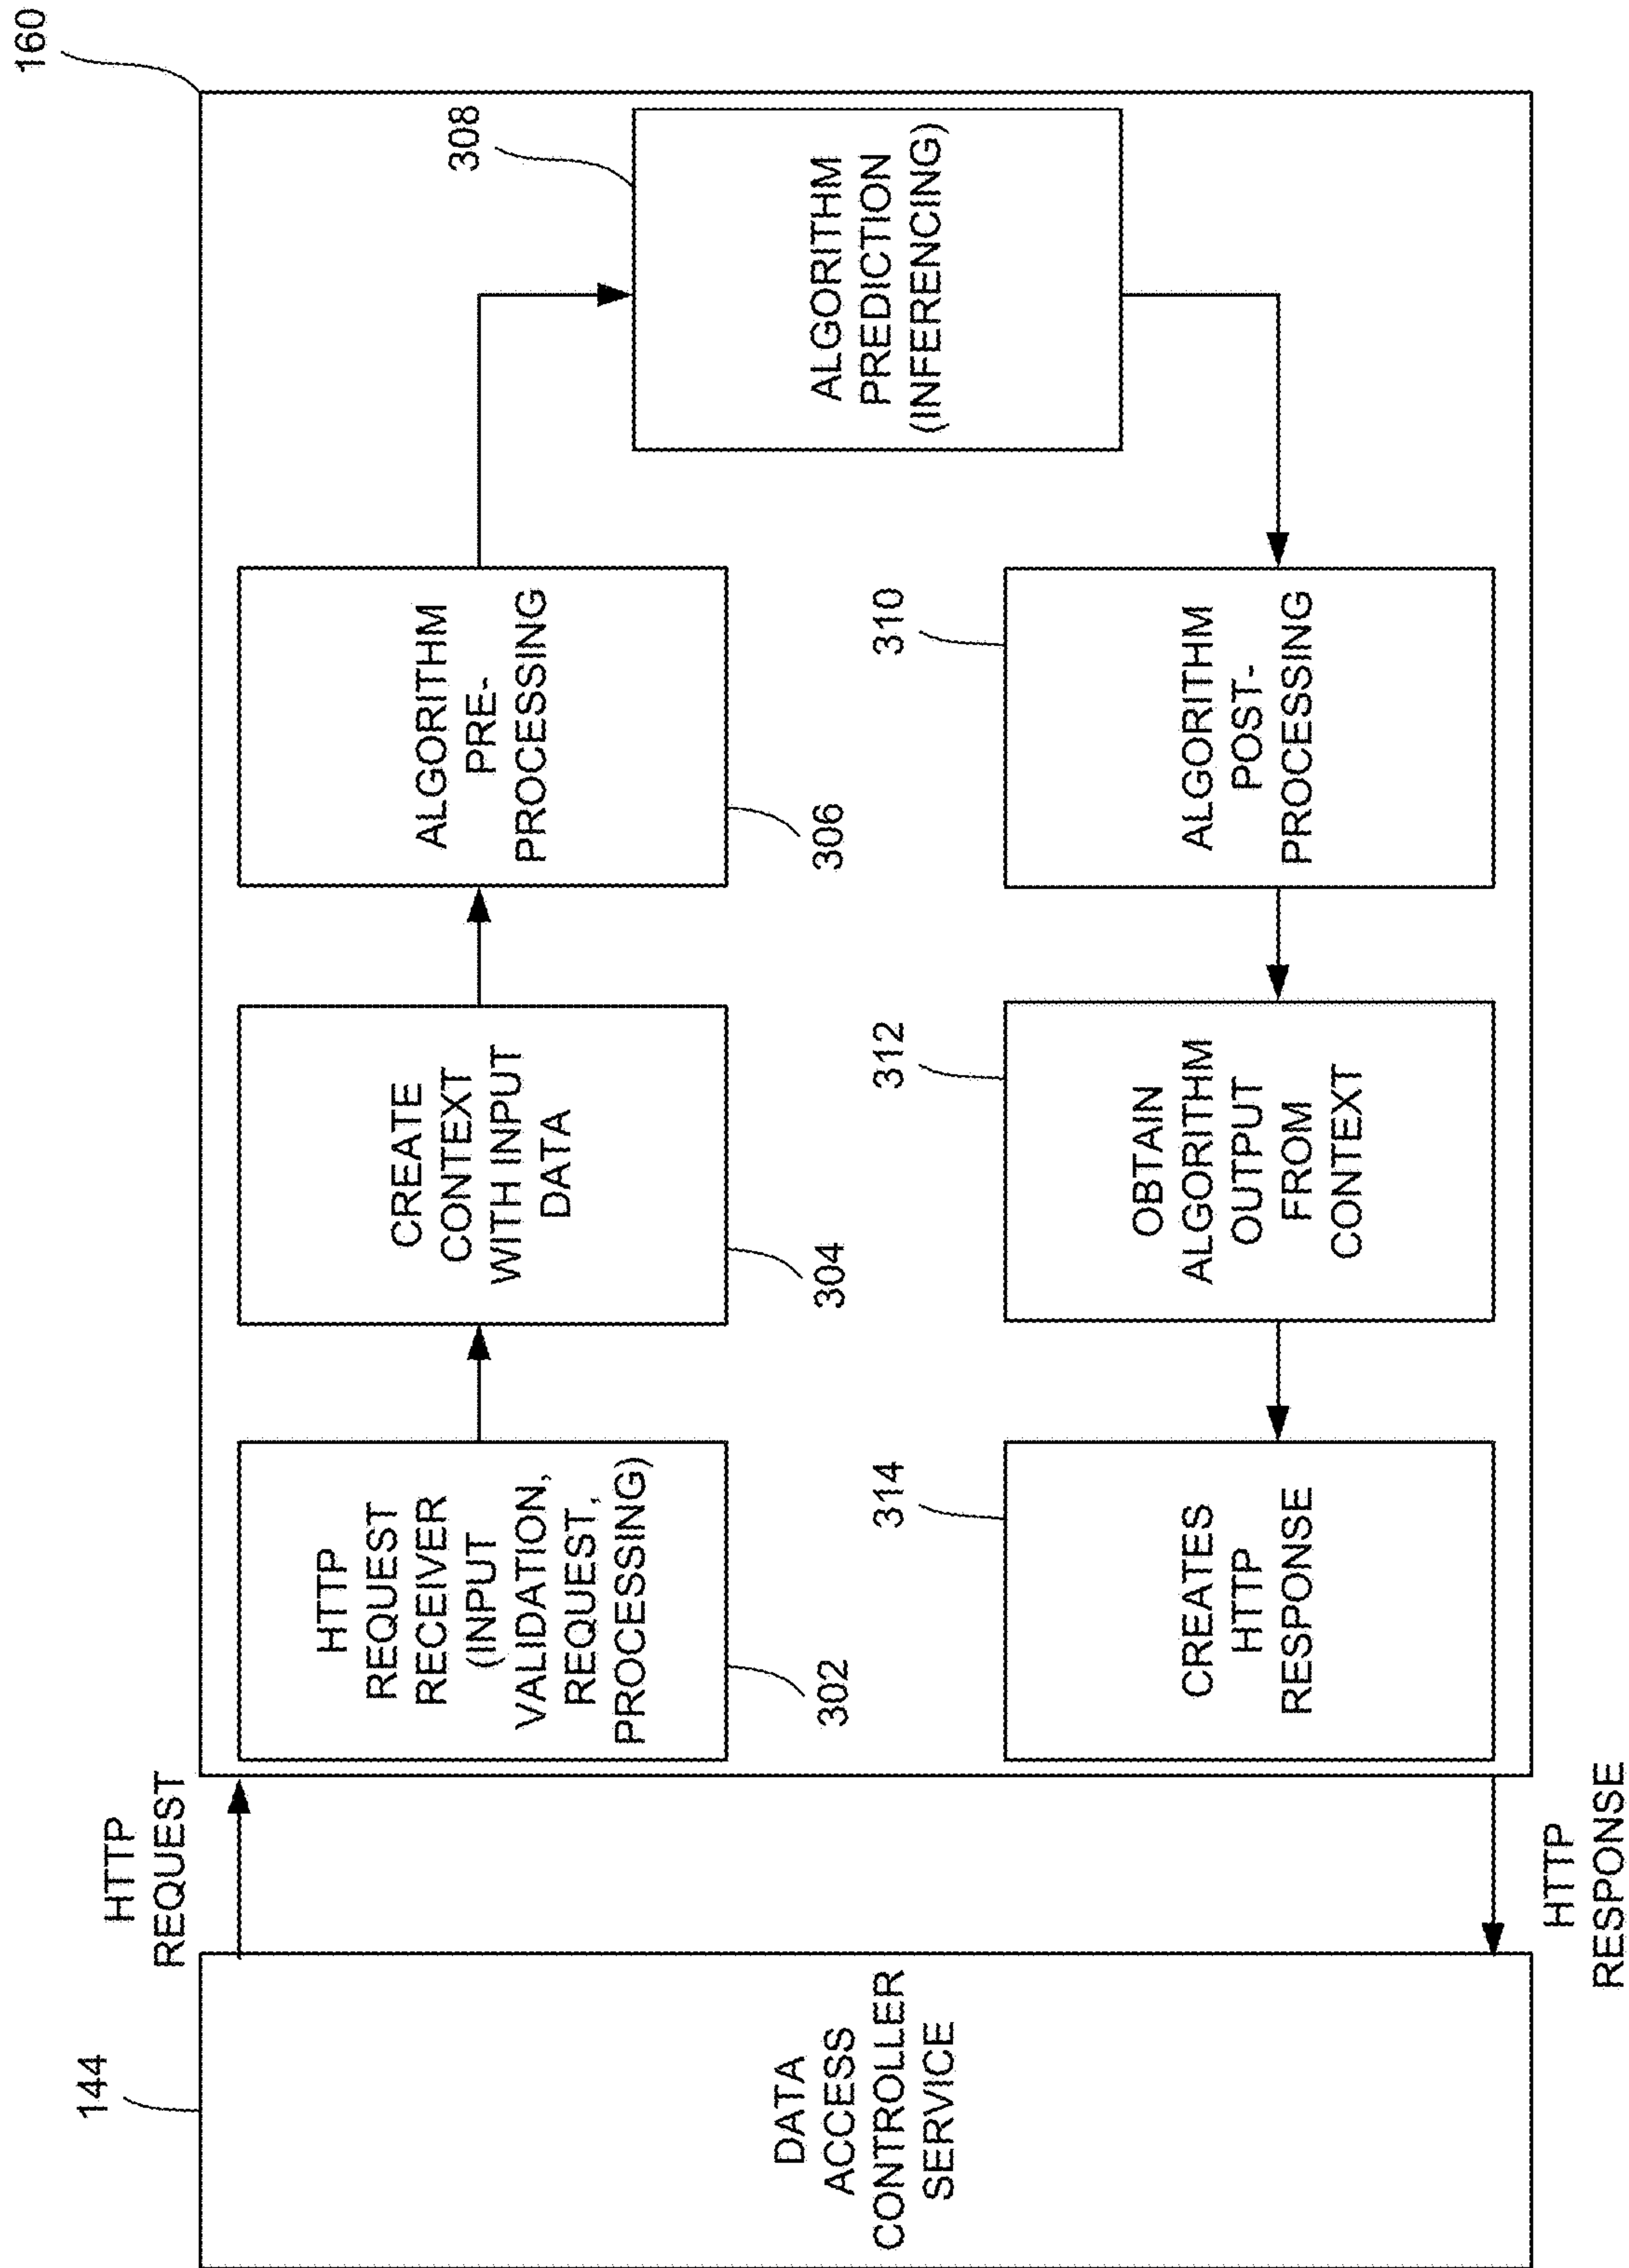 160
144
DATA
ACCESS
CONTROLLER
SERVICE
HTTP
REQUEST
HTTP
REQUEST
RECEIVER
(INPUT
VALIDATION,
REQUEST,
PROCESSING)
302
CREATE
CONTEXT
WITH INPUT
DATA
304
ALGORITHM
PRE-
PROCESSING
306
308
ALGORITHM
PREDICTION
(INFERENCING)
310
ALGORITHM
POST-
PROCESSING
312
OBTAIN
ALGORITHM
OUTPUT
FROM
CONTEXT
314
CREATES
HTTP
RESPONSE
HTTP
RESPONSE